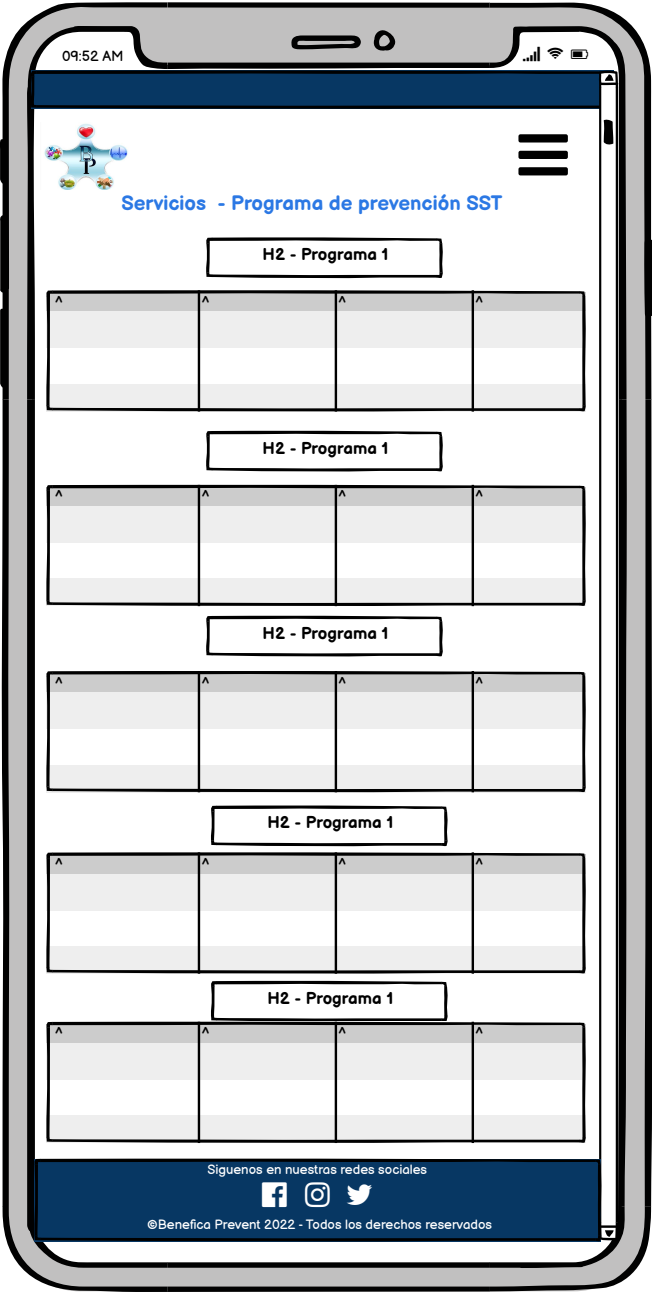 09:52 AM
B
P
Servicios - Programa de prevención SST
H2 - Programa 1
^ ^ ^ ^
H2 - Programa 1
^ ^ ^ ^
H2 - Programa 1
^ ^ ^ ^
H2 - Programa 1
^ ^ ^ ^
H2 - Programa 1
^ ^ ^ ^
Siguenos en nuestras redes sociales
©Benefica Prevent 2022 - Todos los derechos reservados